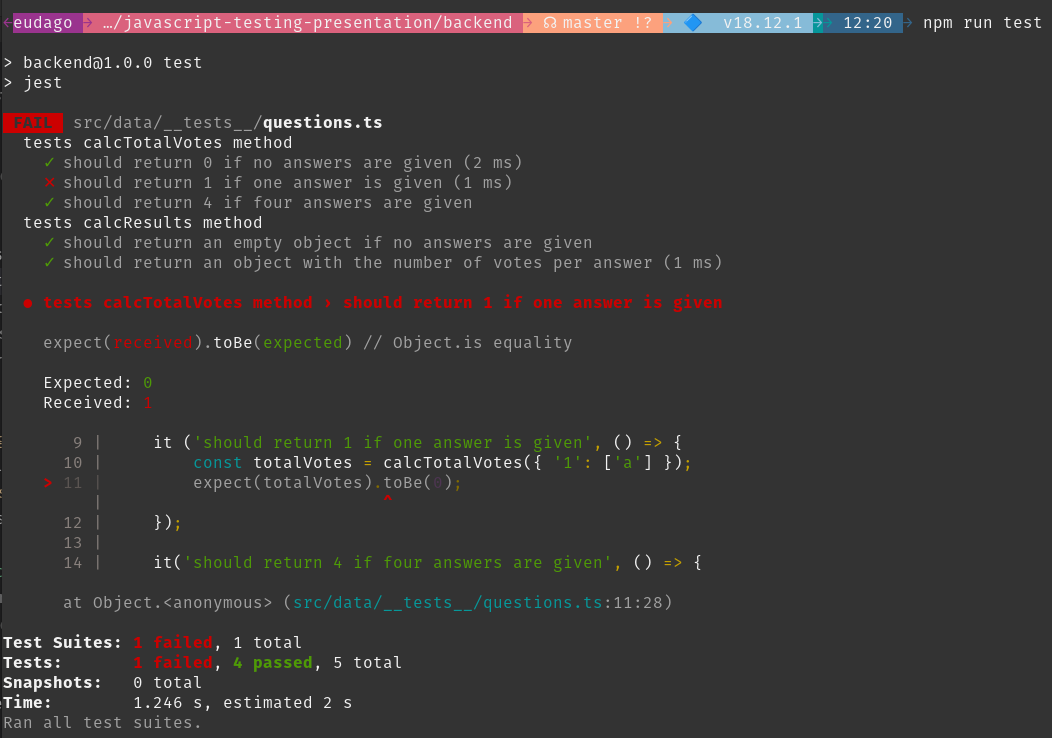 eudago …/javascript-testing-presentation/backend master !? v18.12.1 12:20 npm run test
> backend@1.0.0 test
> jest
FAIL src/data/__tests__/questions.ts
tests calcTotalVotes method
✓ should return 0 if no answers are given (2 ms)
✕ should return 1 if one answer is given (1 ms)
✓ should return 4 if four answers are given
tests calcResults method
✓ should return an empty object if no answers are given
✓ should return an object with the number of votes per answer (1 ms)
● tests calcTotalVotes method › should return 1 if one answer is given
expect(received).toBe(expected) // Object.is equality
Expected: 0
Received: 1
9 | it ('should return 1 if one answer is given', () => {
10 | const totalVotes = calcTotalVotes({ '1': ['a'] });
> 11 | expect(totalVotes).toBe(0);
| ^
12 | });
13 |
14 | it('should return 4 if four answers are given', () => {
at Object.<anonymous> (src/data/__tests__/questions.ts:11:28)
Test Suites: 1 failed, 1 total
Tests: 1 failed, 4 passed, 5 total
Snapshots: 0 total
Time: 1.246 s, estimated 2 s
Ran all test suites.